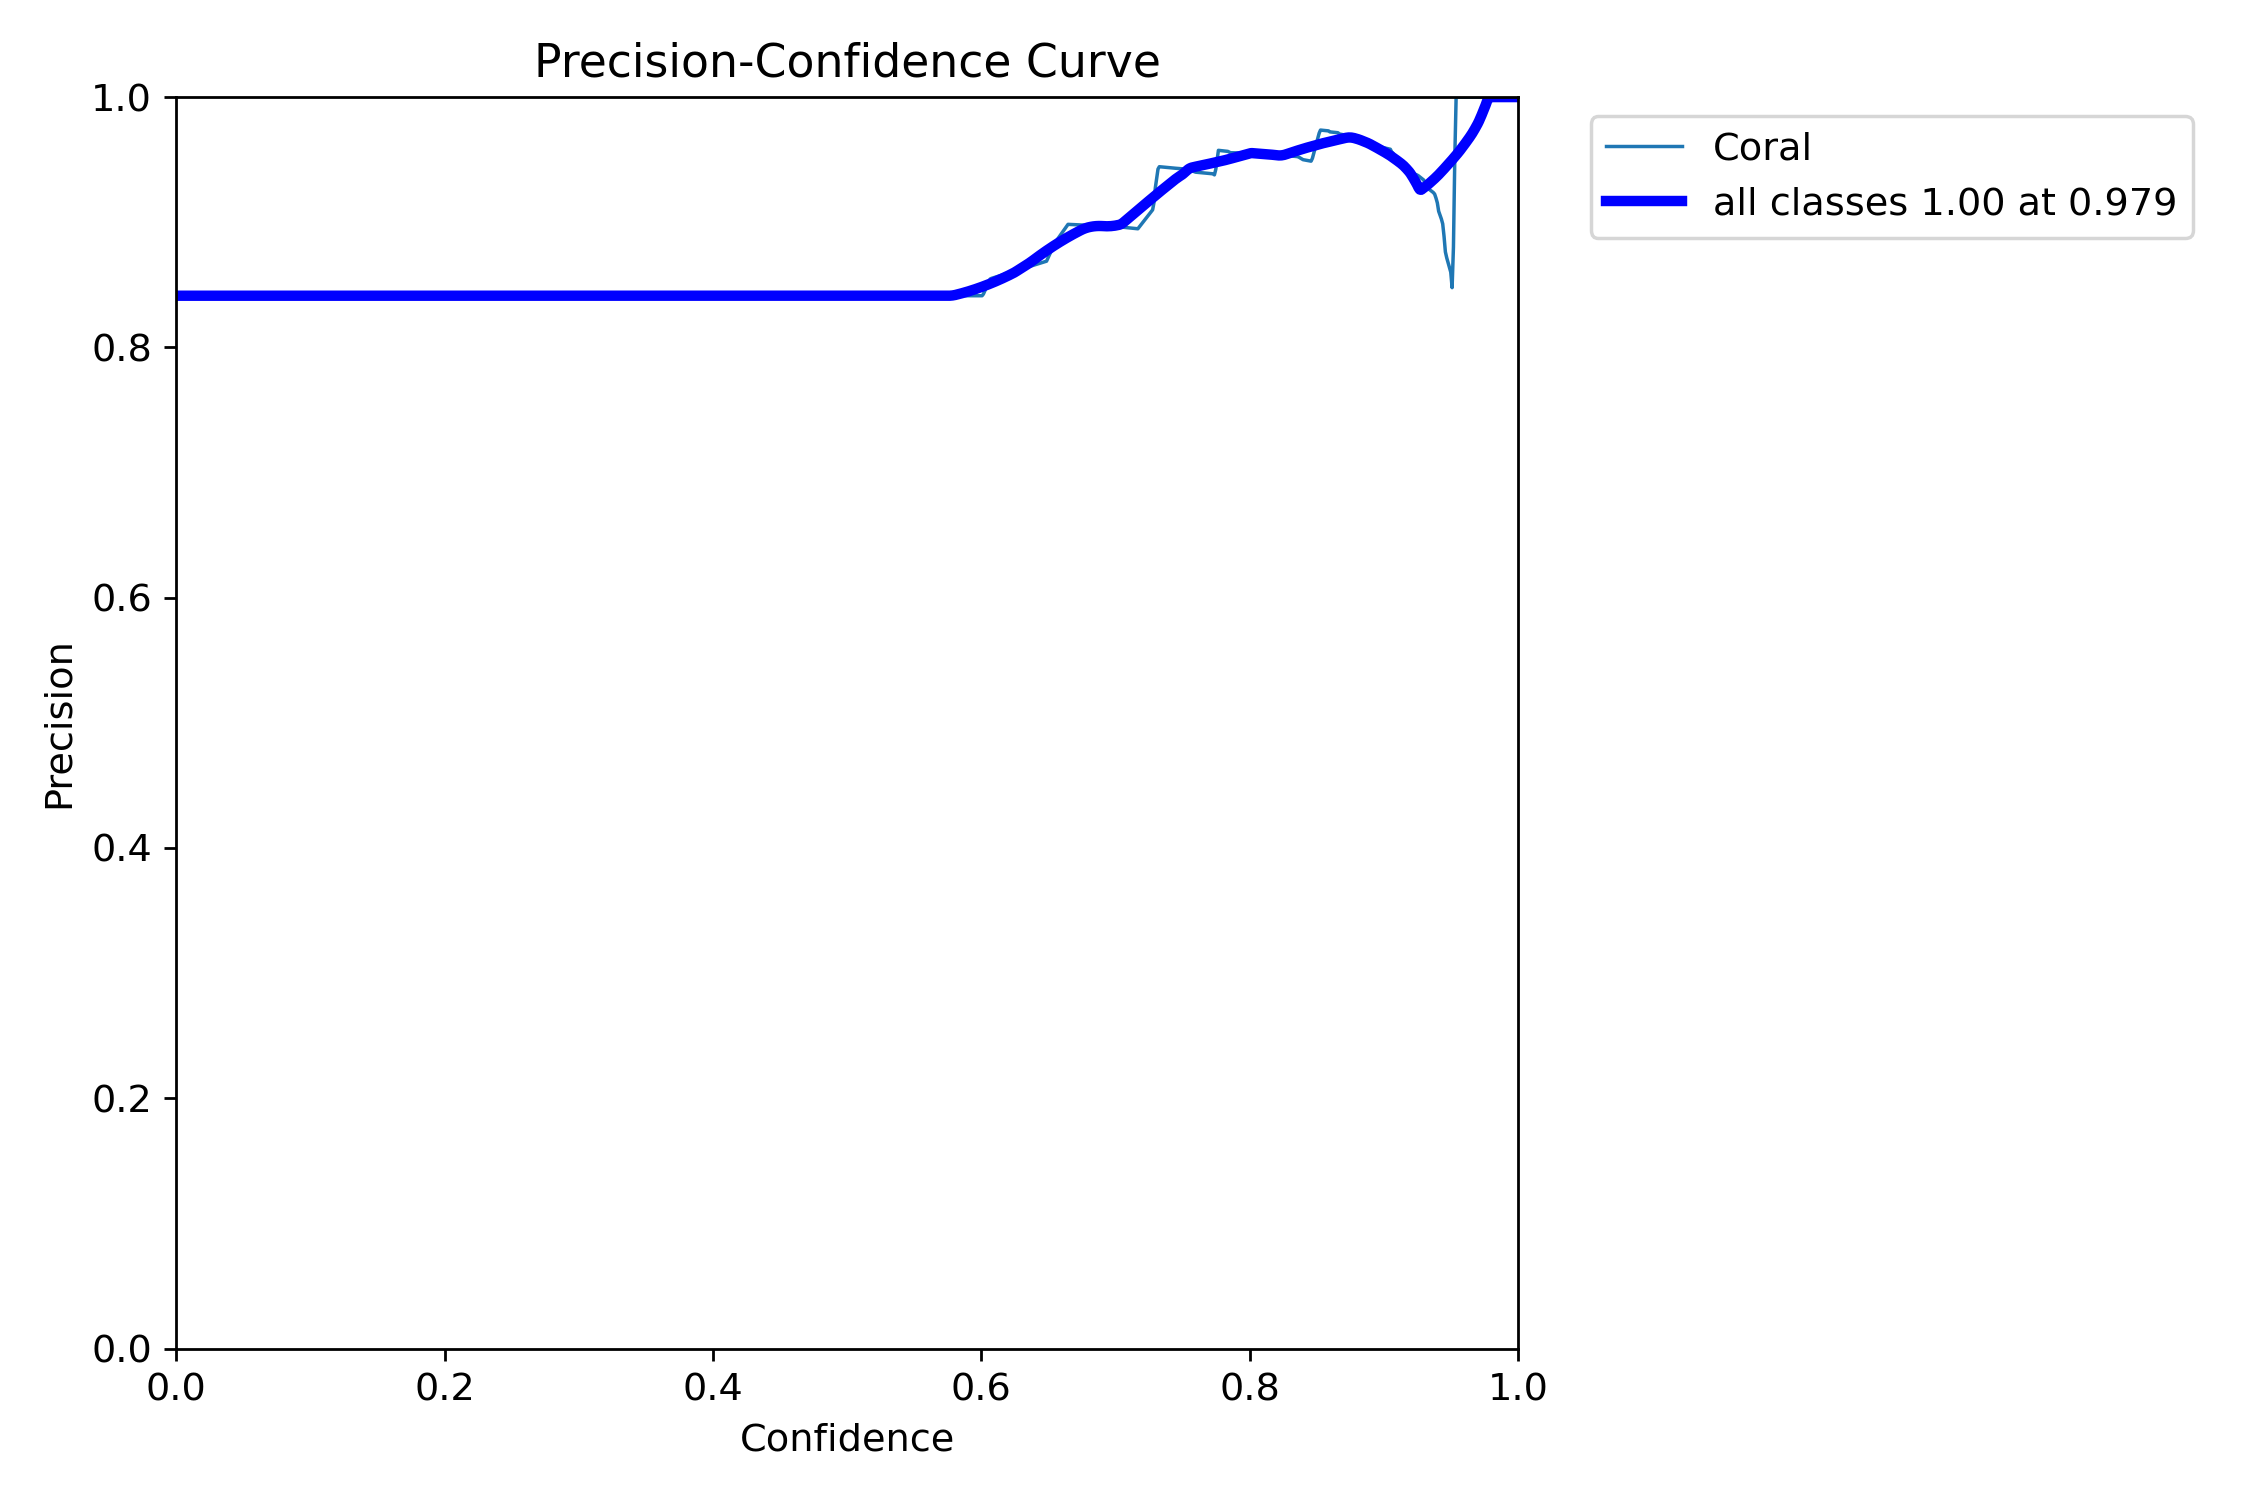 Precision-Confidence Curve
Coral
all classes 1.00 at 0.979
1.0
0.8
0.6
0.4
0.2
0.0
Precision
0.0 0.2 0.4 0.6 0.8 1.0
Confidence